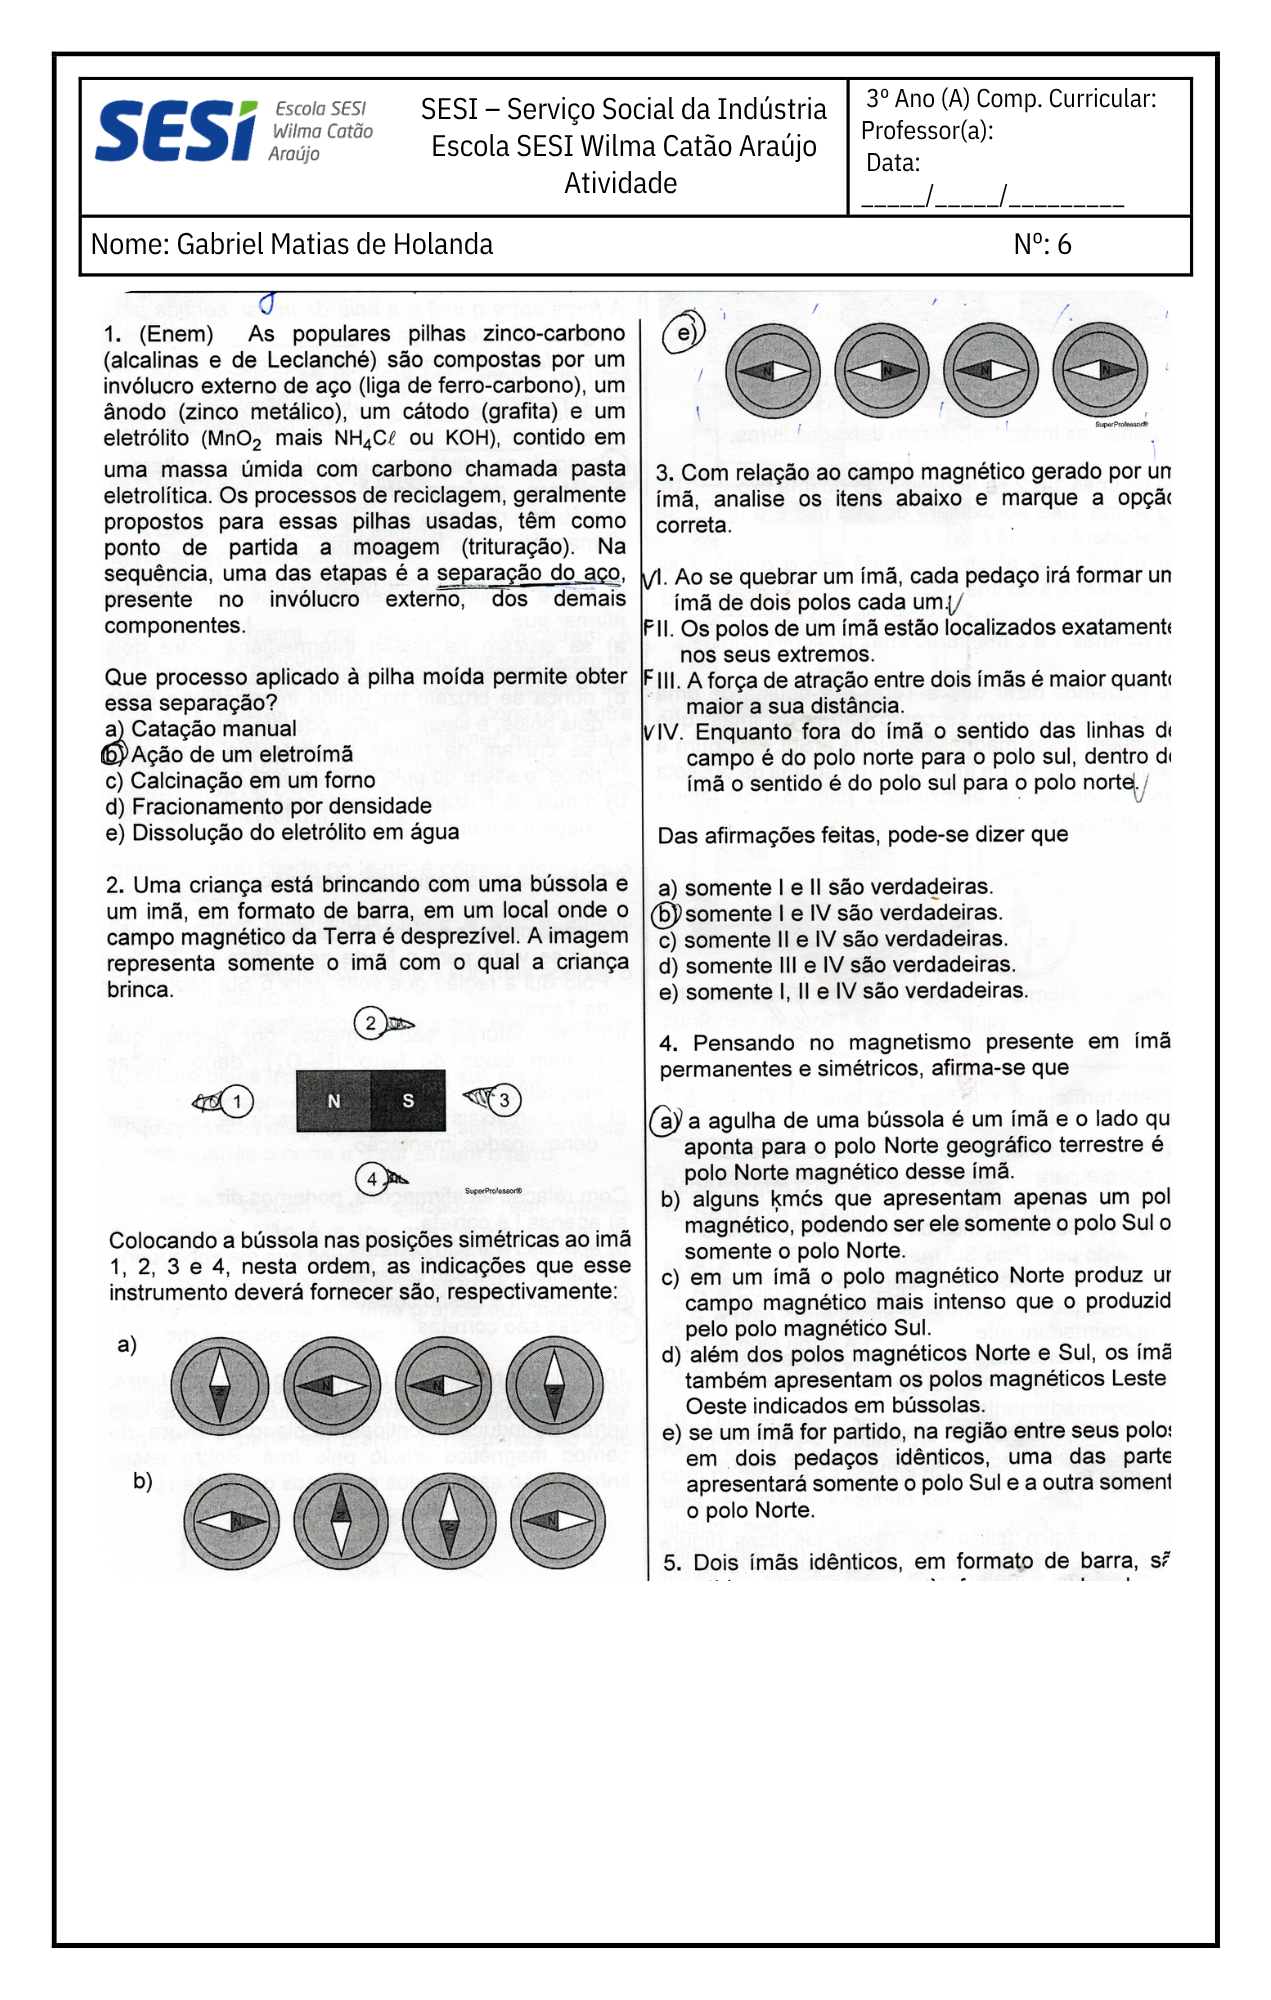 SESI
Escola SESI
Wilma Catão
Araújo
SESI – Serviço Social da Indústria
Escola SESI Wilma Catão Araújo
Atividade
3º Ano (A) Comp. Curricular:
Professor(a):
Data:
_____/_____/_________
Nome: Gabriel Matias de Holanda Nº: 6
1. (Enem) As populares pilhas zinco-carbono
(alcalinas e de Leclanché) são compostas por um
invólucro externo de aço (liga de ferro-carbono), um
ânodo (zinco metálico), um cátodo (grafita) e um
eletrólito (MnO₂ mais NH₄Cℓ ou KOH), contido em
uma massa úmida com carbono chamada pasta
eletrolítica. Os processos de reciclagem, geralmente
propostos para essas pilhas usadas, têm como
ponto de partida a moagem (trituração). Na
sequência, uma das etapas é a separação do aço,
presente no invólucro externo, dos demais
componentes.
Que processo aplicado à pilha moída permite obter
essa separação?
a) Catação manual
b) Ação de um eletroímã
c) Calcinação em um forno
d) Fracionamento por densidade
e) Dissolução do eletrólito em água
2. Uma criança está brincando com uma bússola e
um imã, em formato de barra, em um local onde o
campo magnético da Terra é desprezível. A imagem
representa somente o imã com o qual a criança
brinca.
2
1 N S 3
4
SuperProfessor®
Colocando a bússola nas posições simétricas ao imã
1, 2, 3 e 4, nesta ordem, as indicações que esse
instrumento deverá fornecer são, respectivamente:
a)
N N N N
b)
N N N N
e)
N N N N
SuperProfessor®
3. Com relação ao campo magnético gerado por um
ímã, analise os itens abaixo e marque a opção
correta.
V I. Ao se quebrar um ímã, cada pedaço irá formar um
ímã de dois polos cada um. V
F II. Os polos de um ímã estão localizados exatamente
nos seus extremos.
F III. A força de atração entre dois ímãs é maior quanto
maior a sua distância.
V IV. Enquanto fora do ímã o sentido das linhas de
campo é do polo norte para o polo sul, dentro do
ímã o sentido é do polo sul para o polo norte. V
Das afirmações feitas, pode-se dizer que
a) somente I e II são verdadeiras.
b) somente I e IV são verdadeiras.
c) somente II e IV são verdadeiras.
d) somente III e IV são verdadeiras.
e) somente I, II e IV são verdadeiras.
4. Pensando no magnetismo presente em ímã
permanentes e simétricos, afirma-se que
a) a agulha de uma bússola é um ímã e o lado qu
aponta para o polo Norte geográfico terrestre é
polo Norte magnético desse ímã.
b) alguns ķmćs que apresentam apenas um pol
magnético, podendo ser ele somente o polo Sul o
somente o polo Norte.
c) em um ímã o polo magnético Norte produz ur
campo magnético mais intenso que o produzid
pelo polo magnético Sul.
d) além dos polos magnéticos Norte e Sul, os ímã
também apresentam os polos magnéticos Leste
Oeste indicados em bússolas.
e) se um ímã for partido, na região entre seus polos
em dois pedaços idênticos, uma das parte
apresentará somente o polo Sul e a outra soment
o polo Norte.
5. Dois ímãs idênticos, em formato de barra, sã